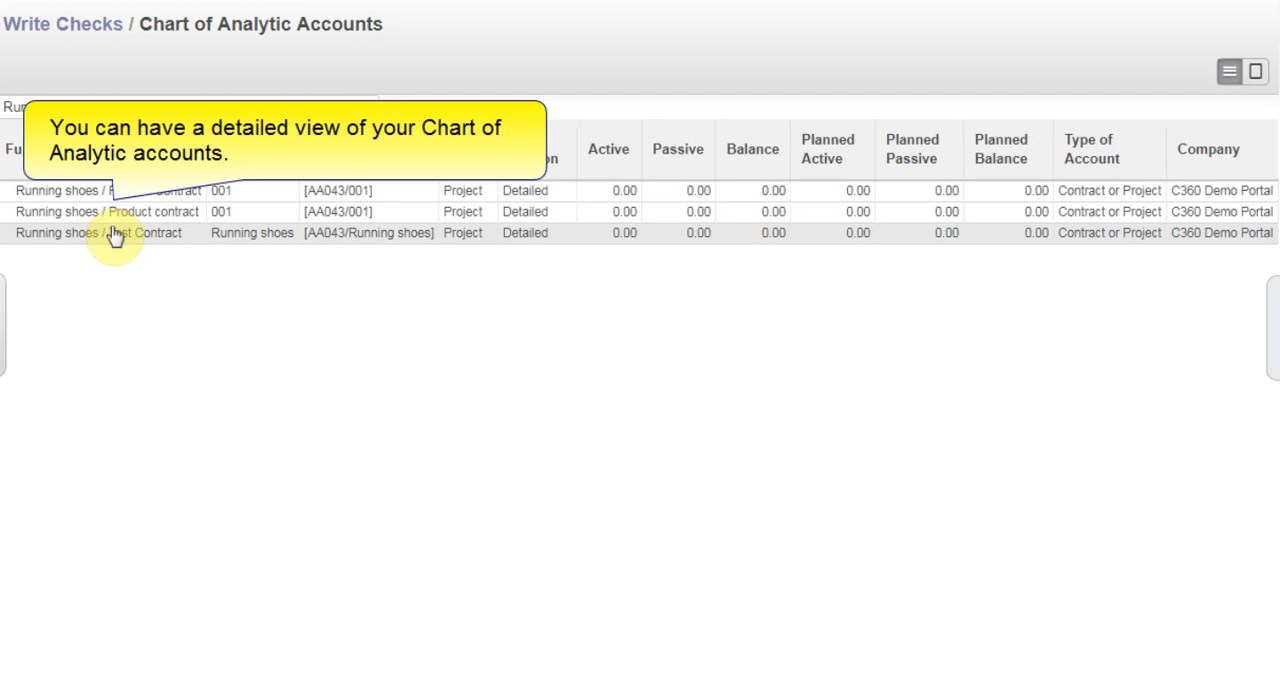 Write Checks / Chart of Analytic Accounts
Run
You can have a detailed view of your Chart of
Analytic accounts.
Fu on Active Passive Balance Planned Active Planned Passive Planned Balance Type of Account Company
Running shoes / contract 001 [AA043/001] Project Detailed 0.00 0.00 0.00 0.00 0.00 0.00 Contract or Project C360 Demo Portal
Running shoes / Product contract 001 [AA043/001] Project Detailed 0.00 0.00 0.00 0.00 0.00 0.00 Contract or Project C360 Demo Portal
Running shoes / Contract Running shoes [AA043/Running shoes] Project Detailed 0.00 0.00 0.00 0.00 0.00 0.00 Contract or Project C360 Demo Portal